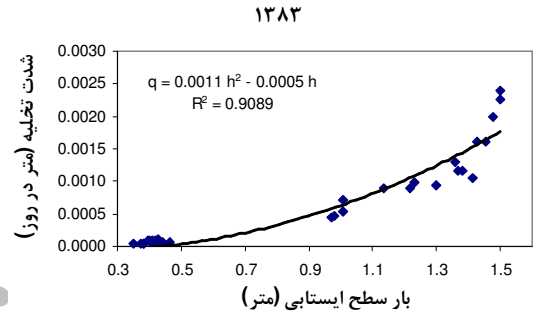 ۱۳۸۳
شدت تخلیه (متر در روز)
0.0030
0.0025
0.0020
0.0015
0.0010
0.0005
0.0000
q = 0.0011 h² - 0.0005 h
R² = 0.9089
0.3 0.5 0.7 0.9 1.1 1.3 1.5
بار سطح ایستابی (متر)